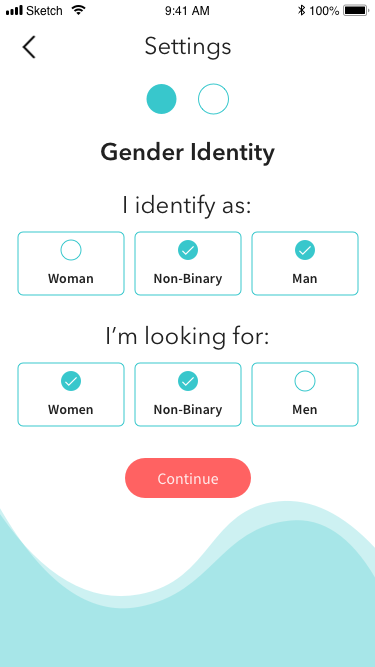 Sketch 9:41 AM 100%
Settings
Gender Identity
I identify as:
Woman Non-Binary Man
I’m looking for:
Women Non-Binary Men
Continue